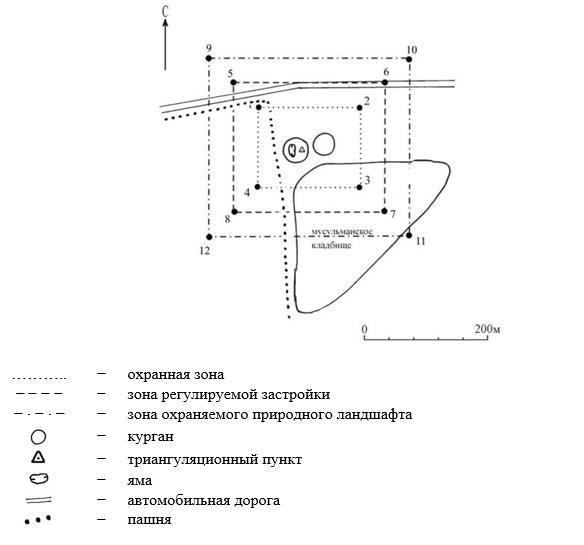 С
9
10
5
6
1
2
4
3
8
7
мусульманское
кладбище
12
11
0
200м
– охранная зона
– зона регулируемой застройки
– зона охраняемого природного ландшафта
– курган
– триангуляционный пункт
– яма
– автомобильная дорога
– пашня